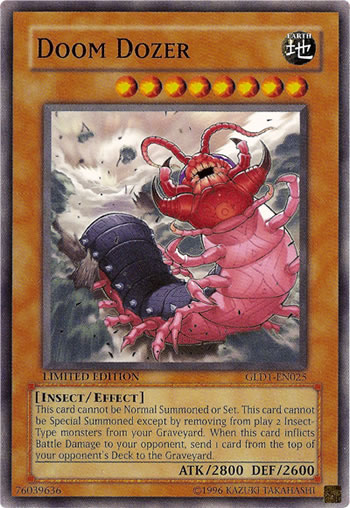 DOOM DOZER
EARTH
地
LIMITED EDITION GLD1-EN025
[INSECT/EFFECT]
This card cannot be Normal Summoned or Set. This card cannot
be Special Summoned except by removing from play 2 Insect-
Type monsters from your Graveyard. When this card inflicts
Battle Damage to your opponent, send 1 card from the top of
your opponent's Deck to the Graveyard.
ATK/2800 DEF/2600
76039636 ©1996 KAZUKI TAKAHASHI